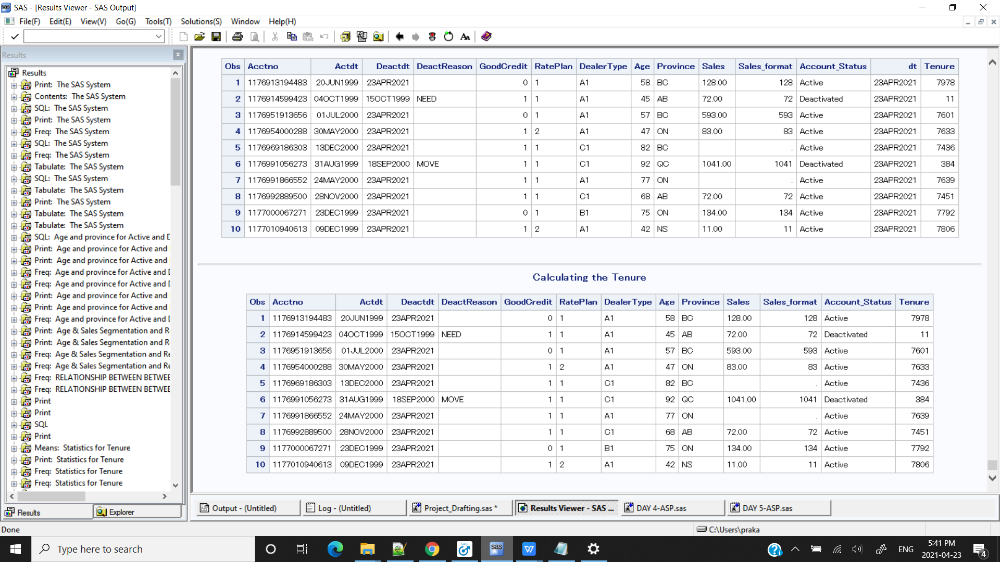 SAS - [Results Viewer - SAS Output]
File(F) Edit(E) View(V) Go(G) Tools(T) Solutions(S) Window Help(H)
Results
Results
Print: The SAS System
Contents: The SAS System
SQL: The SAS System
Print: The SAS System
Freq: The SAS System
SQL: The SAS System
Freq: The SAS System
Tabulate: The SAS System
SQL: The SAS System
Tabulate: The SAS System
Print: The SAS System
Tabulate: The SAS System
Tabulate: The SAS System
SQL: Age and province for Active and D
Print: Age and province for Active and
Print: Age and province for Active and
Freq: Age and province for Active and D
Freq: Age and province for Active and D
Print: Age and province for Active and
Print: Age and province for Active and
Freq: Age and province for Active and D
Print: Age & Sales Segmentation and R
Print: Age & Sales Segmentation and R
Freq: Age & Sales Segmentation and Re
Freq: Age & Sales Segmentation and Re
Freq: RELATIONSHIP BETWEEN BETWEE
Freq: RELATIONSHIP BETWEEN BETWEE
Print
Print
SQL
Print
Means: Statistics for Tenure
Print: Statistics for Tenure
Freq: Statistics for Tenure
Freq: Statistics for Tenure
Results Explorer
Obs Acctno Actdt Deactdt DeactReason GoodCredit RatePlan DealerType Age Province Sales Sales_format Account_Status dt Tenure
1 1176913194483 20JUN1999 23APR2021 0 1 A1 58 BC 128.00 128 Active 23APR2021 7978
2 1176914599423 04OCT1999 15OCT1999 NEED 1 1 A1 45 AB 72.00 72 Deactivated 23APR2021 11
3 1176951913656 01JUL2000 23APR2021 0 1 A1 57 BC 593.00 593 Active 23APR2021 7601
4 1176954000288 30MAY2000 23APR2021 1 2 A1 47 ON 83.00 83 Active 23APR2021 7633
5 1176969186303 13DEC2000 23APR2021 1 1 C1 82 BC . Active 23APR2021 7436
6 1176991056273 31AUG1999 18SEP2000 MOVE 1 1 C1 92 QC 1041.00 1041 Deactivated 23APR2021 384
7 1176991866552 24MAY2000 23APR2021 1 1 A1 77 ON . Active 23APR2021 7639
8 1176992889500 28NOV2000 23APR2021 1 1 C1 68 AB 72.00 72 Active 23APR2021 7451
9 1177000067271 23DEC1999 23APR2021 0 1 B1 75 ON 134.00 134 Active 23APR2021 7792
10 1177010940613 09DEC1999 23APR2021 1 2 A1 42 NS 11.00 11 Active 23APR2021 7806
Calculating the Tenure
Obs Acctno Actdt Deactdt DeactReason GoodCredit RatePlan DealerType Age Province Sales Sales_format Account_Status Tenure
1 1176913194483 20JUN1999 23APR2021 0 1 A1 58 BC 128.00 128 Active 7978
2 1176914599423 04OCT1999 15OCT1999 NEED 1 1 A1 45 AB 72.00 72 Deactivated 11
3 1176951913656 01JUL2000 23APR2021 0 1 A1 57 BC 593.00 593 Active 7601
4 1176954000288 30MAY2000 23APR2021 1 2 A1 47 ON 83.00 83 Active 7633
5 1176969186303 13DEC2000 23APR2021 1 1 C1 82 BC . Active 7436
6 1176991056273 31AUG1999 18SEP2000 MOVE 1 1 C1 92 QC 1041.00 1041 Deactivated 384
7 1176991866552 24MAY2000 23APR2021 1 1 A1 77 ON . Active 7639
8 1176992889500 28NOV2000 23APR2021 1 1 C1 68 AB 72.00 72 Active 7451
9 1177000067271 23DEC1999 23APR2021 0 1 B1 75 ON 134.00 134 Active 7792
10 1177010940613 09DEC1999 23APR2021 1 2 A1 42 NS 11.00 11 Active 7806
Output - (Untitled) Log - (Untitled) Project_Drafting.sas * Results Viewer - SAS ... DAY 4-ASP.sas DAY 5-ASP.sas
Done C:\Users\praka
Type here to search
ENG
5:41 PM
2021-04-23
4